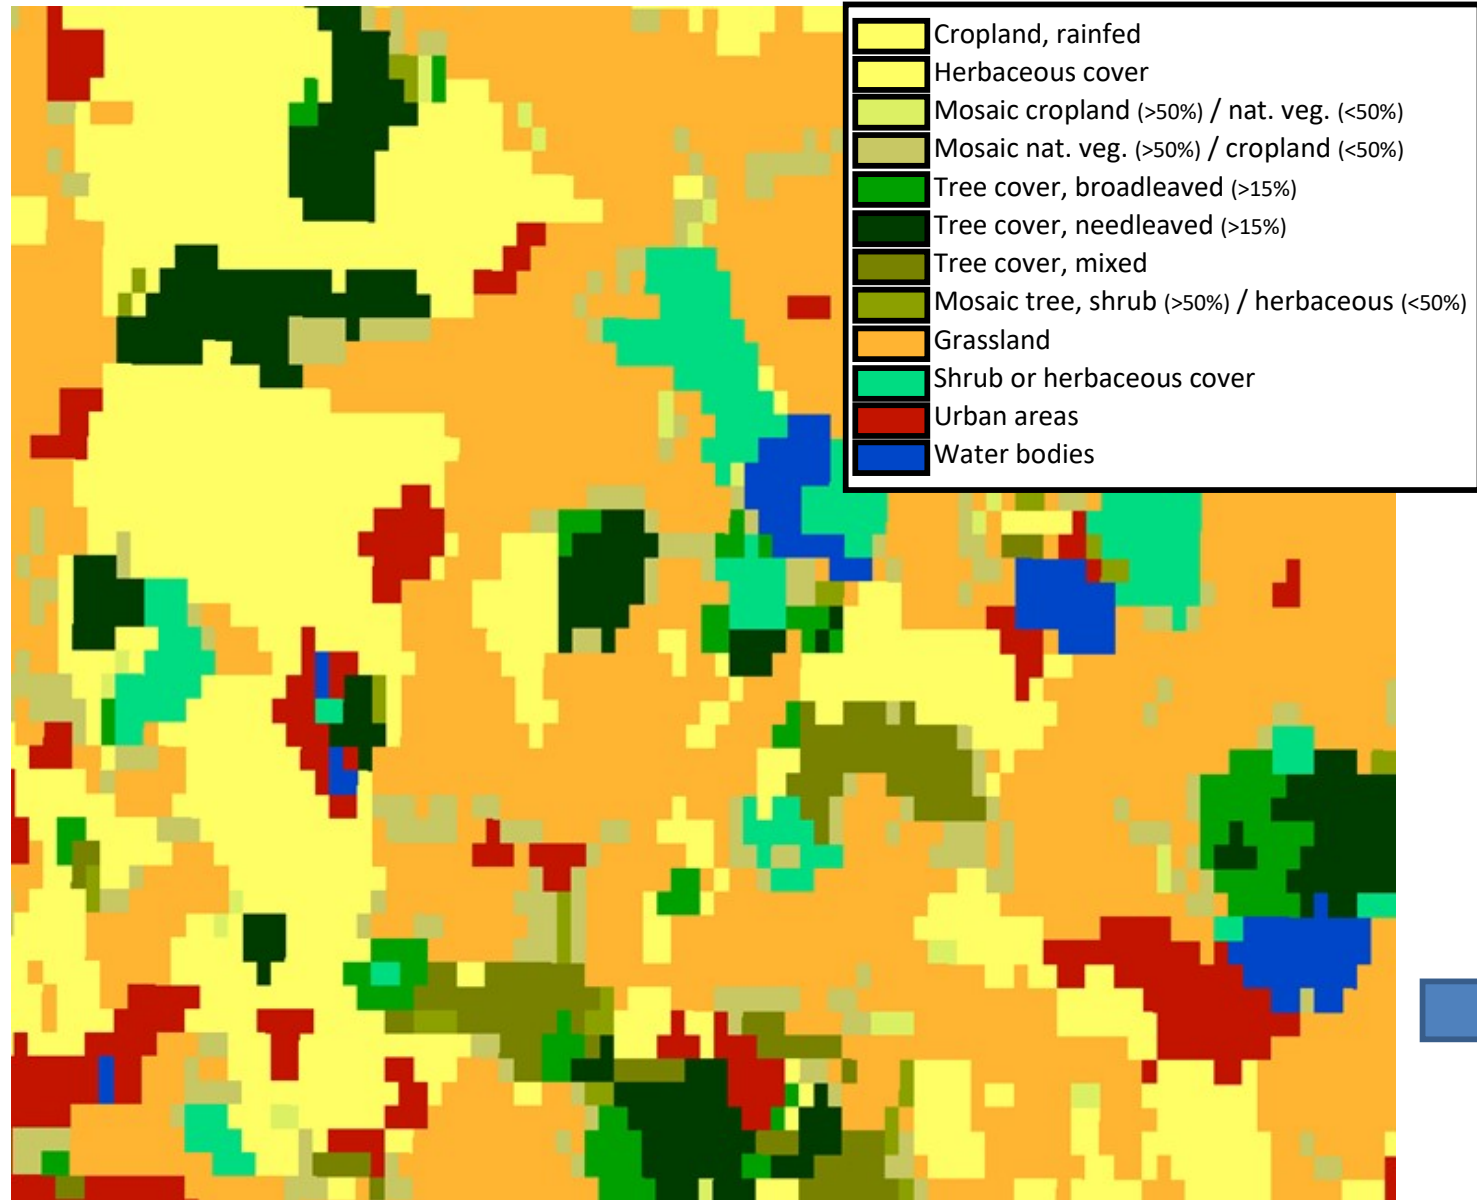 Cropland, rainfed
Herbaceous cover
Mosaic cropland (>50%) / nat. veg. (<50%)
Mosaic nat. veg. (>50%) / cropland (<50%)
Tree cover, broadleaved (>15%)
Tree cover, needleaved (>15%)
Tree cover, mixed
Mosaic tree, shrub (>50%) / herbaceous (<50%)
Grassland
Shrub or herbaceous cover
Urban areas
Water bodies